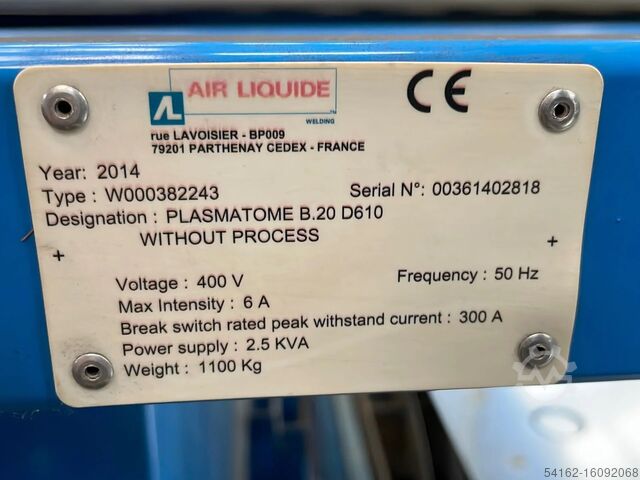 AL AIR LIQUIDE
WELDING
CE
rue LAVOISIER - BP009
79201 PARTHENAY CEDEX - FRANCE
Year: 2014
Type : W000382243 Serial N°: 00361402818
Designation : PLASMATOME B.20 D610
WITHOUT PROCESS
Voltage : 400 V Frequency : 50 Hz
Max Intensity : 6 A
Break switch rated peak withstand current : 300 A
Power supply : 2.5 KVA
Weight : 1100 Kg
54162-16092068